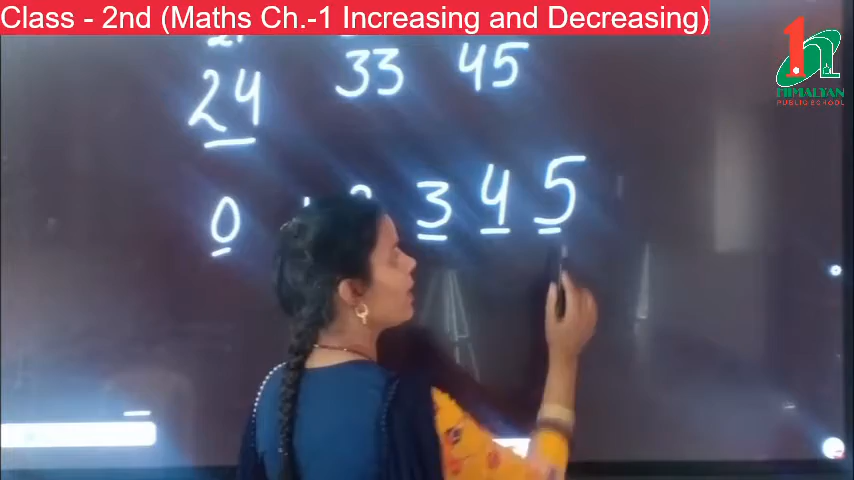 Class - 2nd (Maths Ch.-1 Increasing and Decreasing)
24 33 45
0 3 4 5
HIMALYAN
PUBLIC SCHOOL